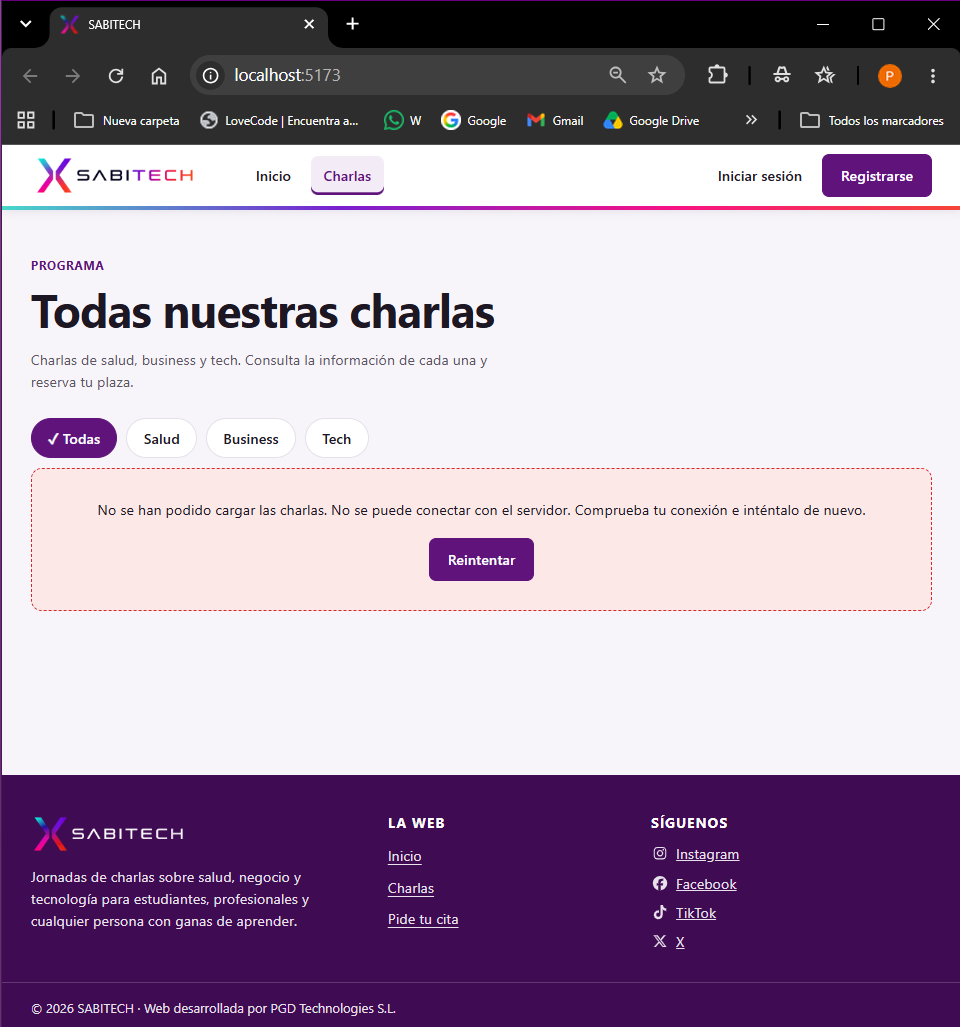 SABITECH
localhost:5173
P
Nueva carpeta
LoveCode | Encuentra a...
W
Google
Gmail
Google Drive
Todos los marcadores
SABITECH
Inicio
Charlas
Iniciar sesión
Registrarse
PROGRAMA
Todas nuestras charlas
Charlas de salud, business y tech. Consulta la información de cada una y
reserva tu plaza.
✓ Todas
Salud
Business
Tech
No se han podido cargar las charlas. No se puede conectar con el servidor. Comprueba tu conexión e inténtalo de nuevo.
Reintentar
SABITECH
Jornadas de charlas sobre salud, negocio y
tecnología para estudiantes, profesionales y
cualquier persona con ganas de aprender.
LA WEB
Inicio
Charlas
Pide tu cita
SÍGUENOS
Instagram
Facebook
TikTok
X
© 2026 SABITECH · Web desarrollada por PGD Technologies S.L.